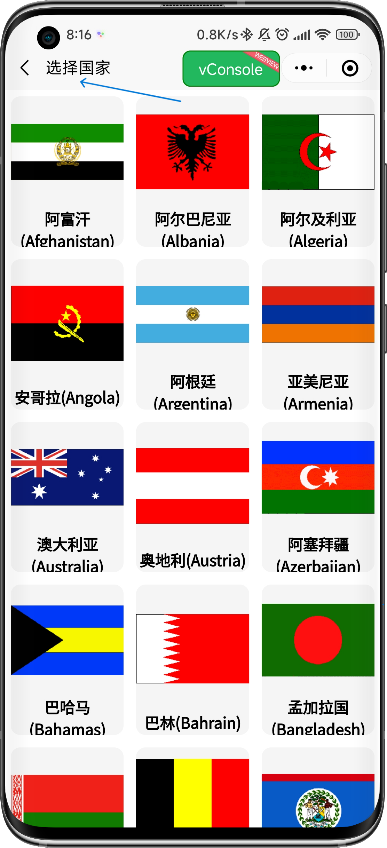 8:16
0.8K/s
100
选择国家
vConsole
WEBVIEW
阿富汗
(Afghanistan)
阿尔巴尼亚
(Albania)
阿尔及利亚
(Algeria)
安哥拉(Angola)
阿根廷
(Argentina)
亚美尼亚
(Armenia)
澳大利亚
(Australia)
奥地利(Austria)
阿塞拜疆
(Azerbaijan)
巴哈马
(Bahamas)
巴林(Bahrain)
孟加拉国
(Bangladesh)